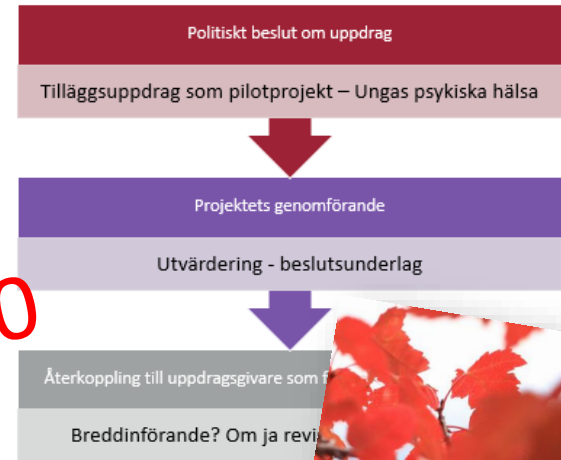 Politiskt beslut om uppdrag
Tilläggsuppdrag som pilotprojekt – Ungas psykiska hälsa
Projektets genomförande
Utvärdering - beslutsunderlag
0
Återkoppling till uppdragsgivare som
Breddinförande? Om ja